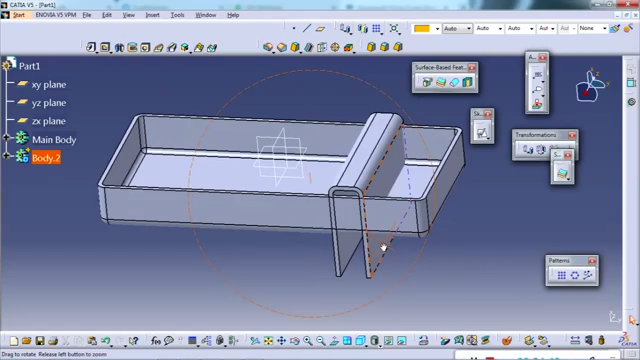 CATIA V5 - [Part1]
Start ENOVIA V5 VPM File Edit View Insert Tools Window Help
Auto Auto Aut None
Part1
xy plane
yz plane
zx plane
Main Body
Body.2
Surface-Based Feat...
A...
Sk...
Transformations
S...
Patterns
Drag to rotate. Release left button to zoom.